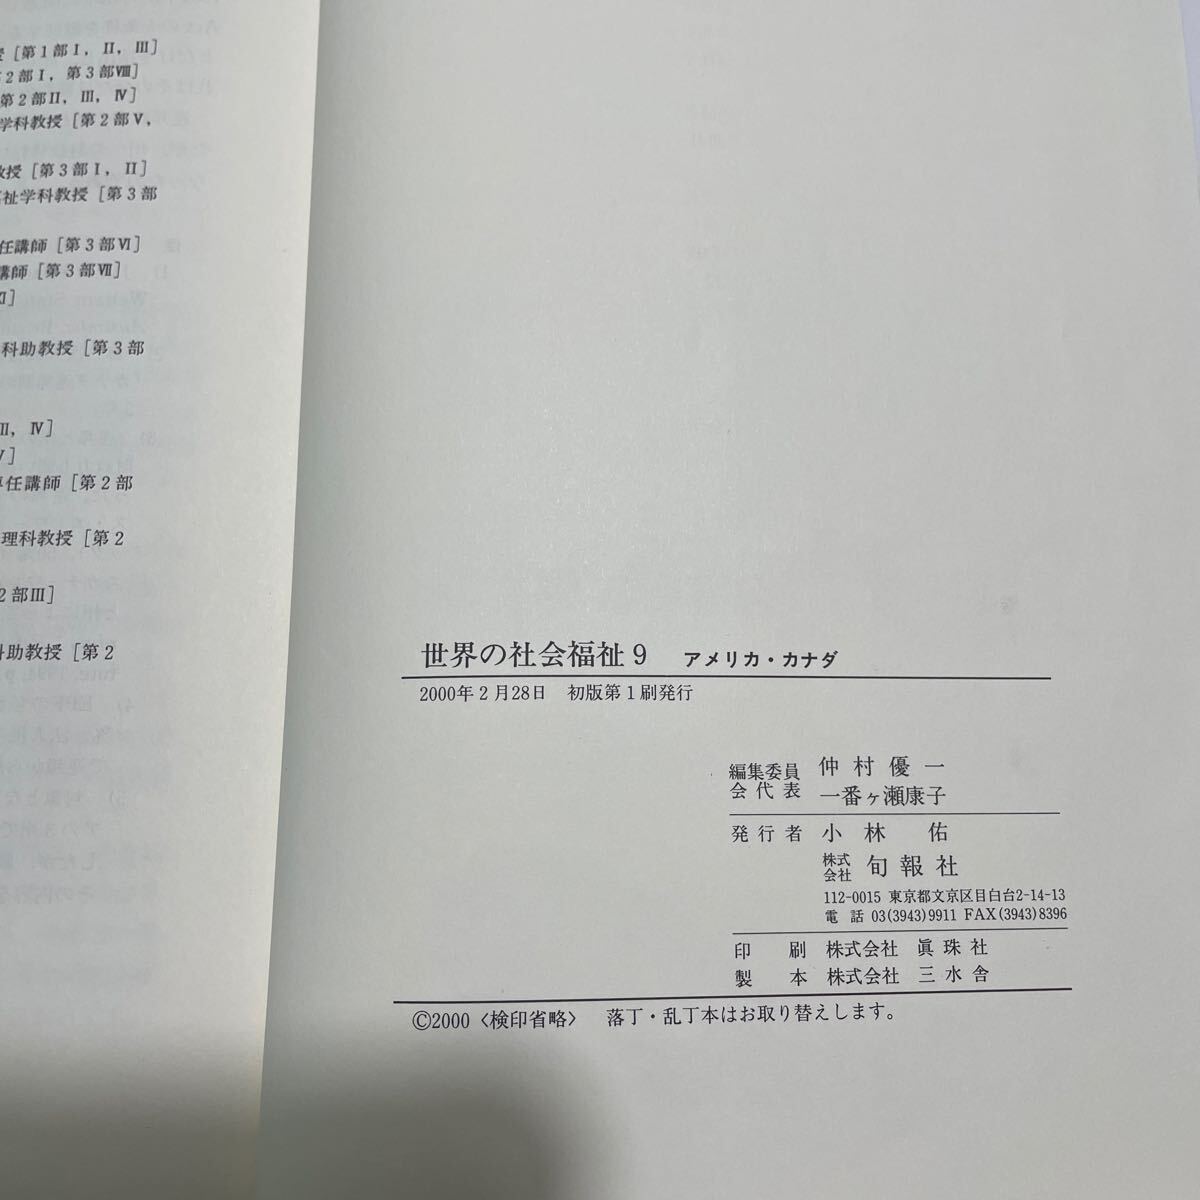 授［第1部Ⅰ，Ⅱ，Ⅲ］
第2部Ⅰ，第3部Ⅷ］
第2部Ⅱ，Ⅲ，Ⅳ］
学科教授［第2部Ⅴ，
教授［第3部Ⅰ，Ⅱ］
福祉学科教授［第3部
任講師［第3部Ⅵ］
講師［第3部Ⅶ］
Ⅺ］
科助教授［第3部
Ⅱ，Ⅳ］
Ⅴ］
専任講師［第2部
理科教授［第2
2部Ⅲ］
科助教授［第2
世界の社会福祉9　アメリカ・カナダ
2000年2月28日　初版第1刷発行
編集委員会代表　仲村優一
一番ヶ瀬康子
発行者　小林　佑
株式会社　旬報社
112-0015 東京都文京区目白台2-14-13
電話 03(3943)9911 FAX(3943)8396
印　刷　株式会社　眞珠社
製　本　株式会社　三水舎
©2000〈検印省略〉　落丁・乱丁本はお取り替えします。